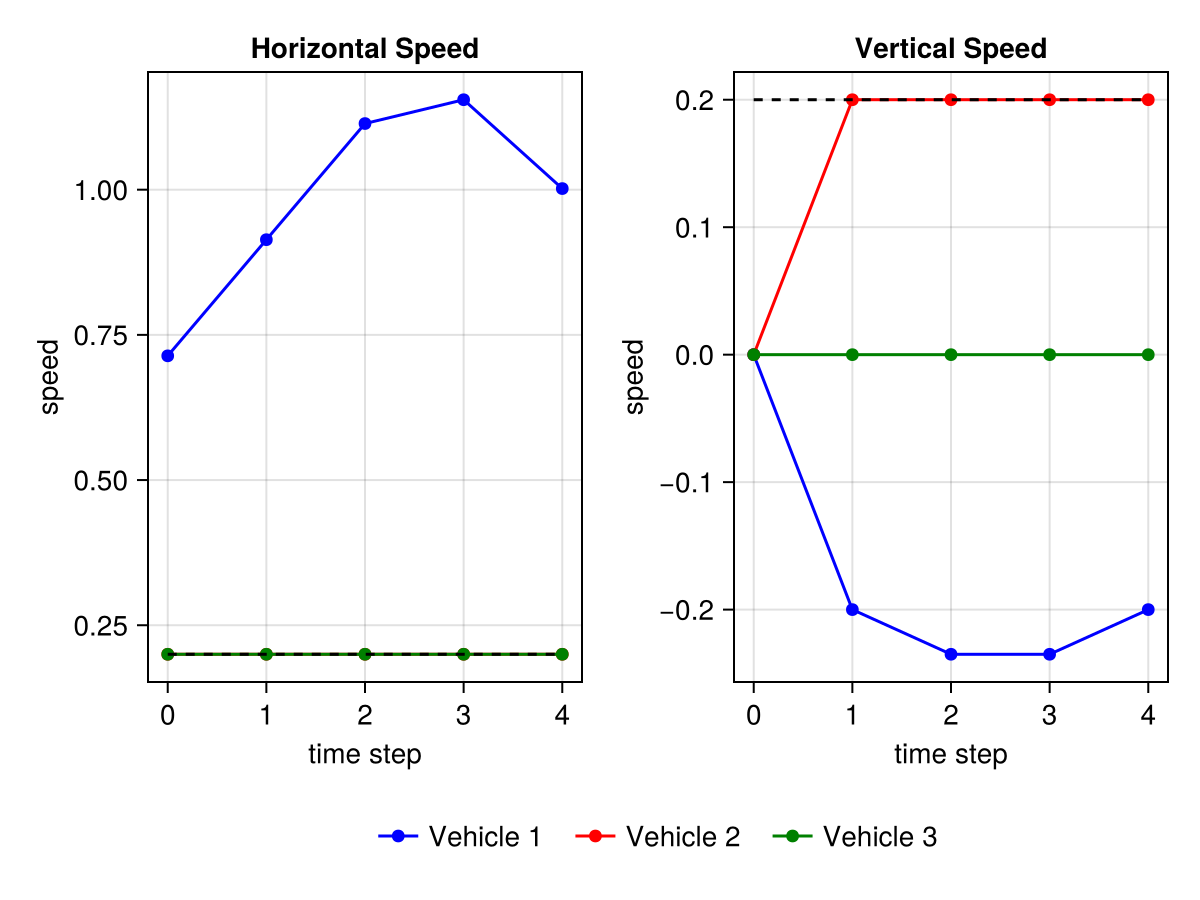 Horizontal Speed
1.00
0.75
0.50
0.25
speed
0 1 2 3 4
time step
Vertical Speed
0.2
0.1
0.0
−0.1
−0.2
speed
0 1 2 3 4
time step
Vehicle 1 Vehicle 2 Vehicle 3